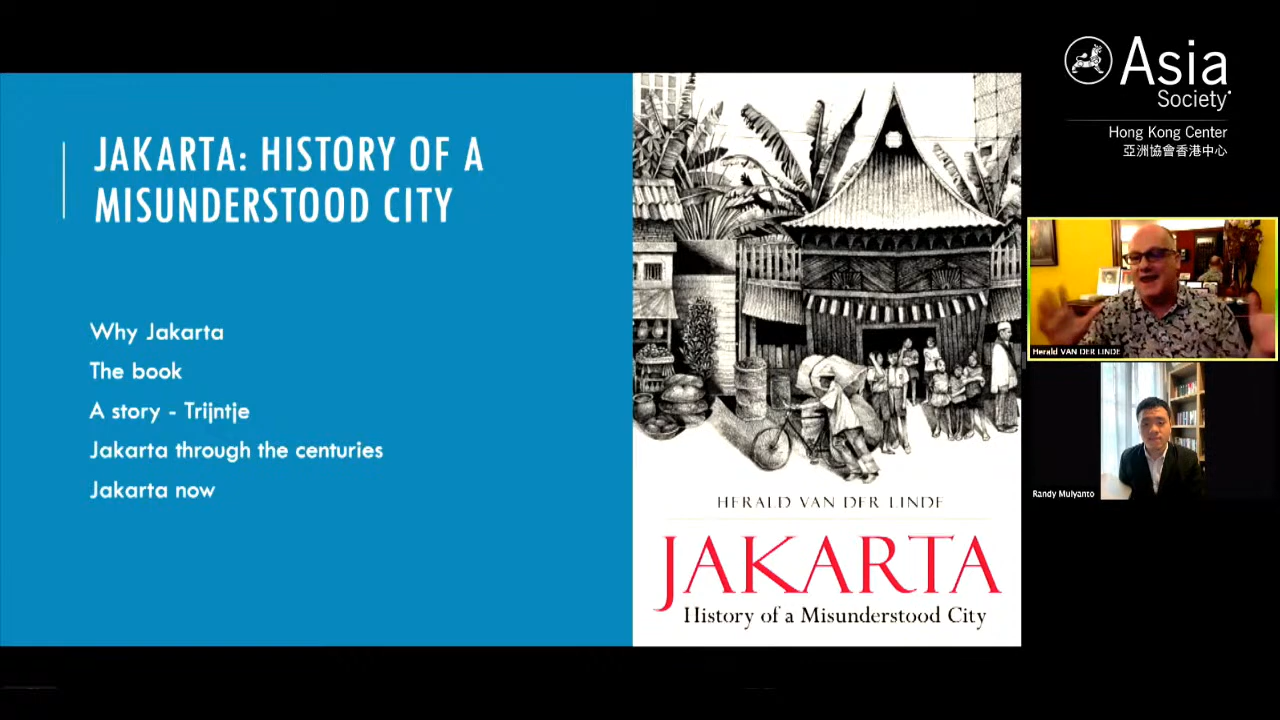 JAKARTA: HISTORY OF A
MISUNDERSTOOD CITY
Why Jakarta
The book
A story - Trijntje
Jakarta through the centuries
Jakarta now
HERALD VAN DER LINDE
JAKARTA
History of a Misunderstood City
Asia
Society
Hong Kong Center
亞洲協會香港中心
Herald VAN DER LINDE
Randy Mulyanto